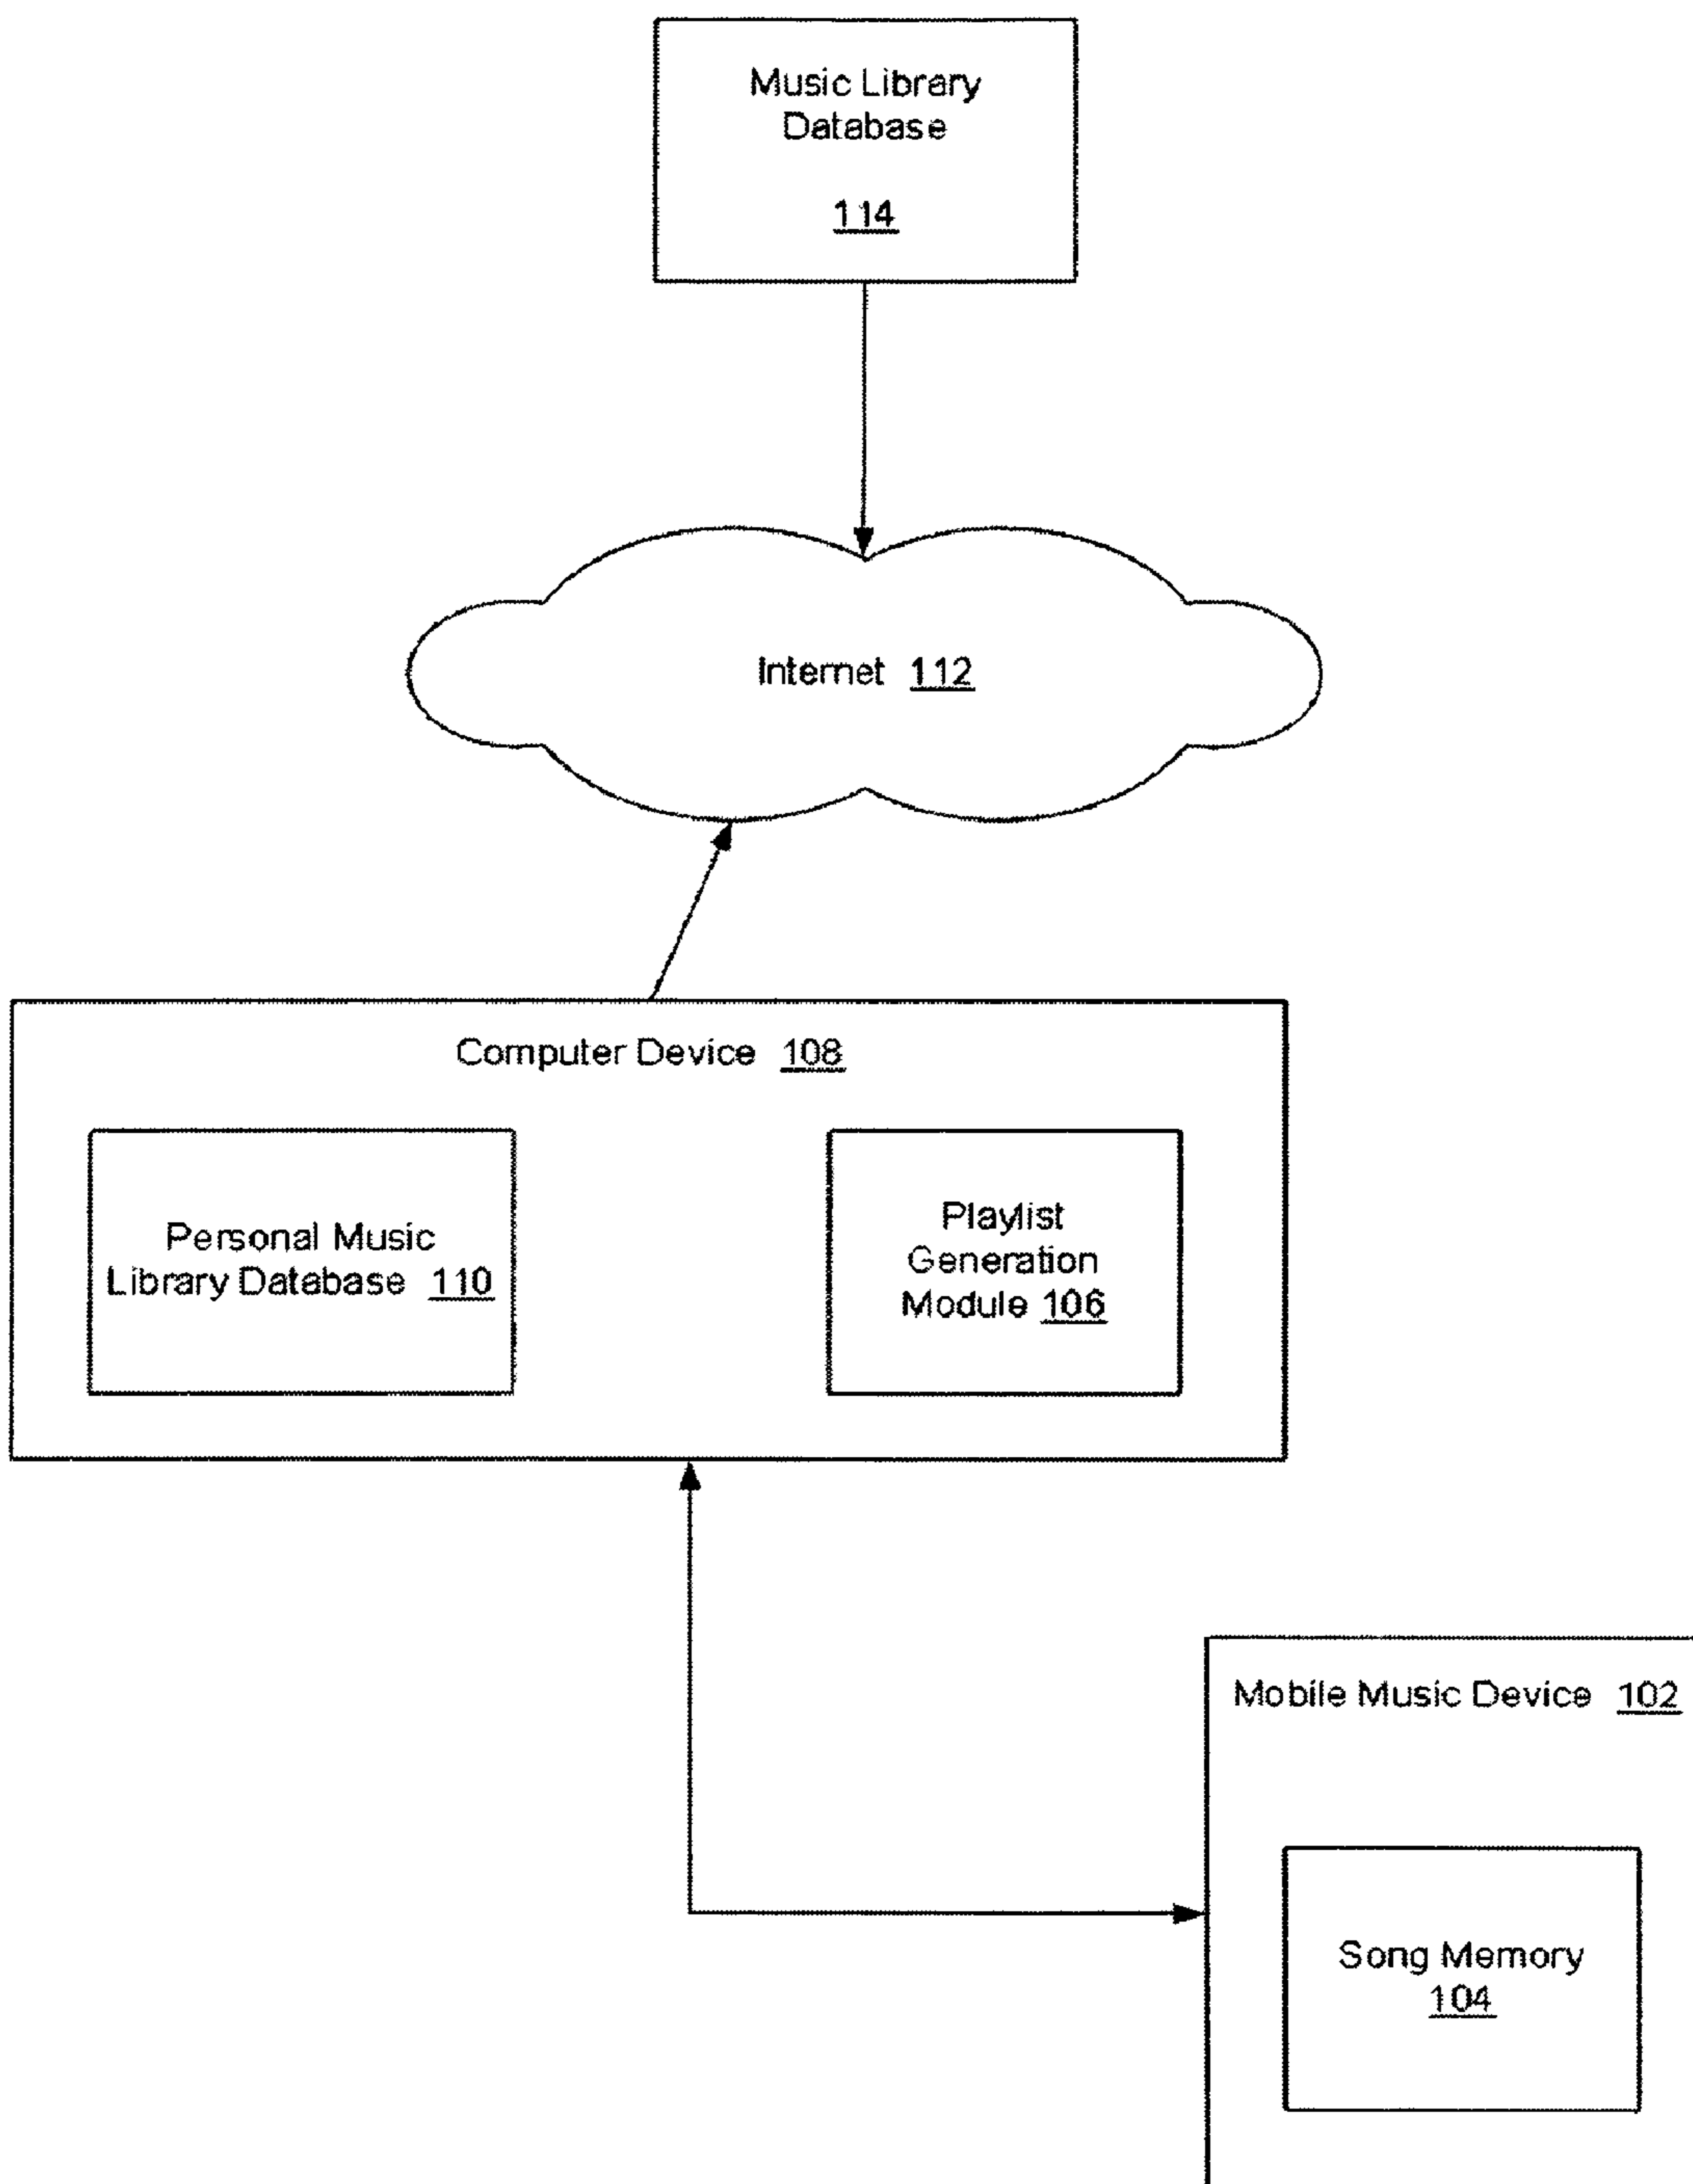 Music Library
Database
114
Internet 112
Computer Device 108
Personal Music
Library Database 110
Playlist
Generation
Module 106
Mobile Music Device 102
Song Memory
104